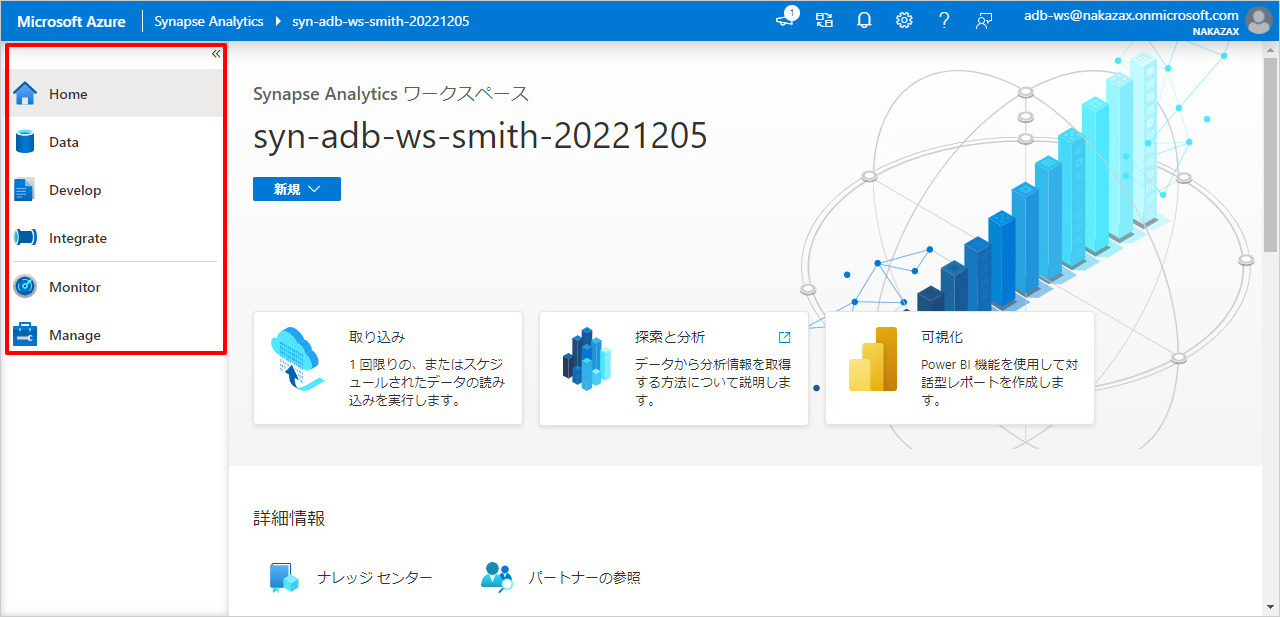 Microsoft Azure
Synapse Analytics
syn-adb-ws-smith-20221205
1
adb-ws@nakazax.onmicrosoft.com
NAKAZAX
Home
Data
Develop
Integrate
Monitor
Manage
Synapse Analytics ワークスペース
syn-adb-ws-smith-20221205
新規
取り込み
1 回限りの、またはスケジ
ュールされたデータの読み
込みを実行します。
探索と分析
データから分析情報を取得
する方法について説明しま
す。
可視化
Power BI 機能を使用して対
話型レポートを作成しま
す。
詳細情報
ナレッジ センター
パートナーの参照